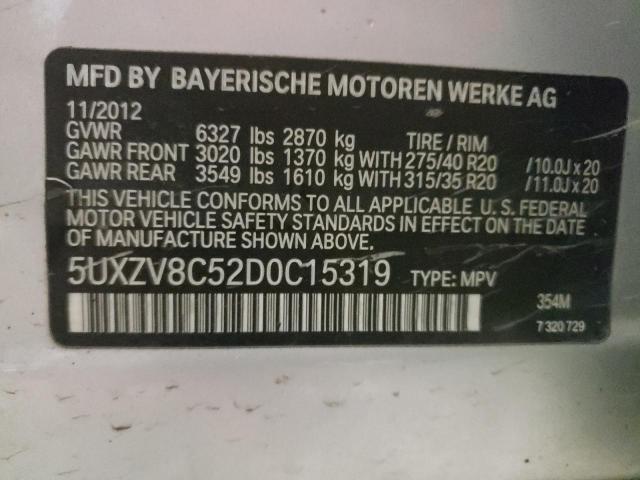 MFD BY BAYERISCHE MOTOREN WERKE AG
11/2012
GVWR 6327 lbs 2870 kg TIRE / RIM
GAWR FRONT 3020 lbs 1370 kg WITH 275/40 R20 / 10.0J x 20
GAWR REAR 3549 lbs 1610 kg WITH 315/35 R20 / 11.0J x 20
THIS VEHICLE CONFORMS TO ALL APPLICABLE U. S. FEDERAL
MOTOR VEHICLE SAFETY STANDARDS IN EFFECT ON THE DATE
OF MANUFACTURE SHOWN ABOVE.
5UXZV8C52D0C15319 TYPE: MPV
354M
7 320 729